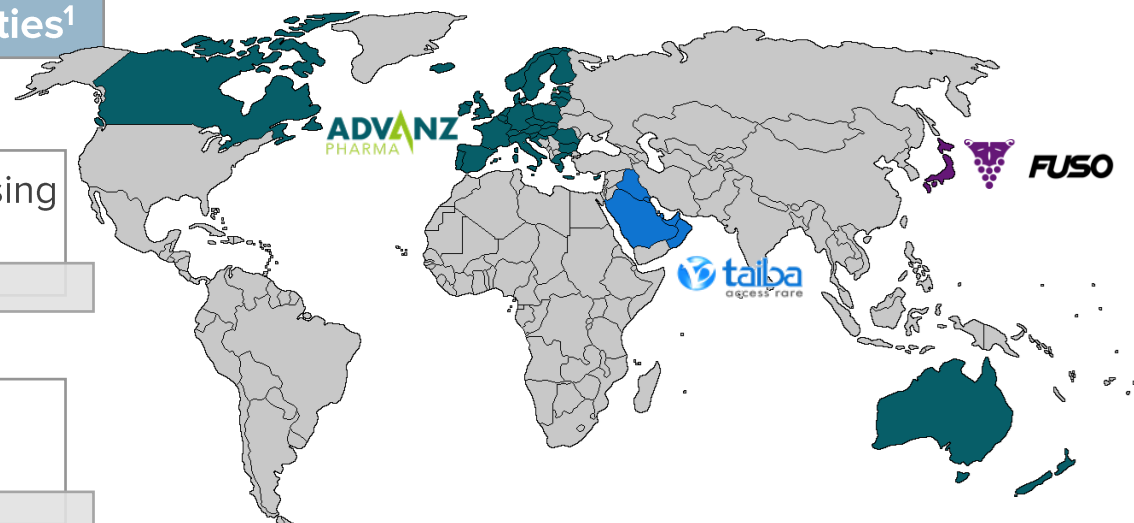 ties¹
sing
ADVANZ
PHARMA
FUSO
taiba
access rare